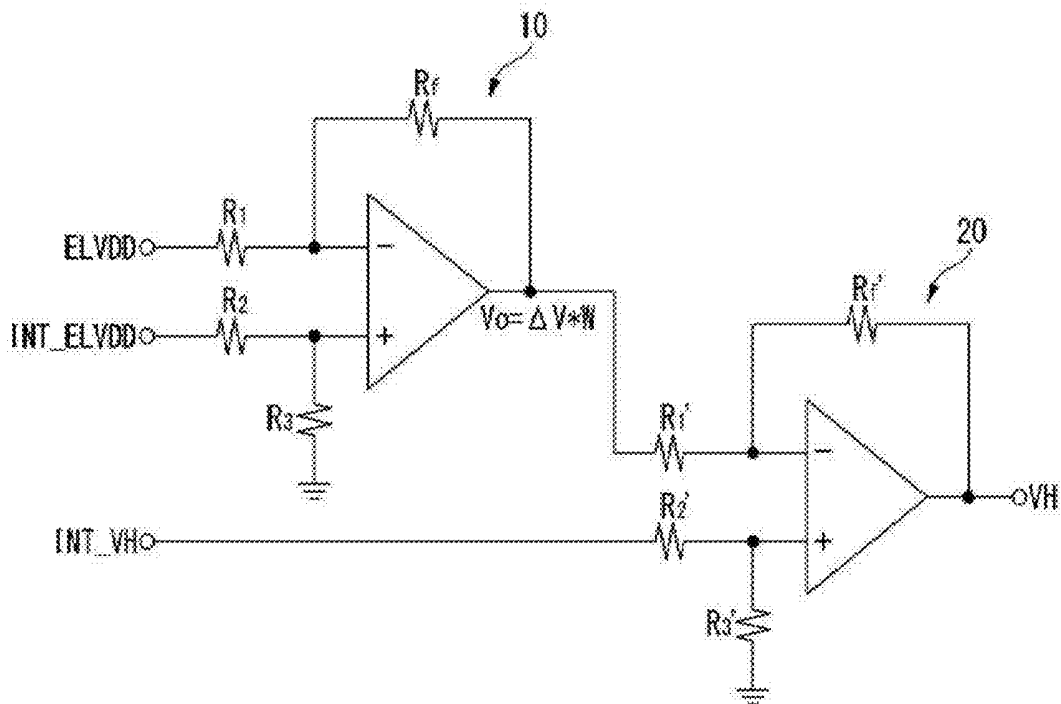 10
Rf
R1
ELVDD
20
R2
Rf'
Vo=ΔV*W
INT_ELVDD
R3
R1'
VH
R2'
INT_VH
R3'